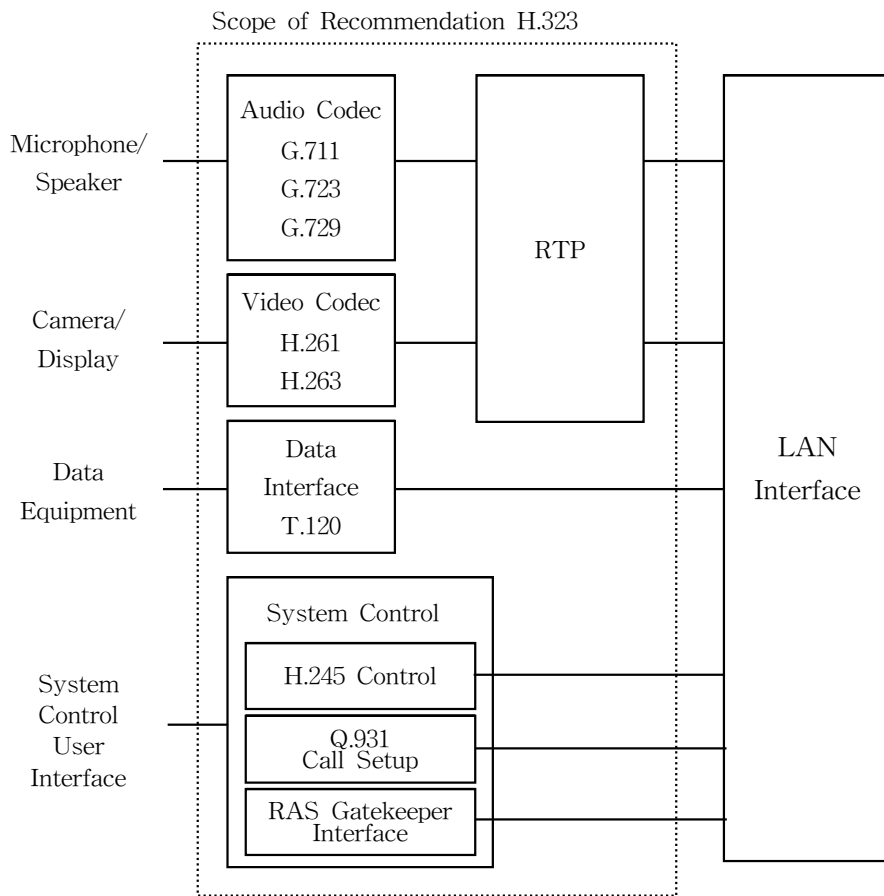 Scope of Recommendation H.323
Microphone/
Speaker
Audio Codec
G.711
G.723
G.729
RTP
Camera/
Display
Video Codec
H.261
H.263
Data
Equipment
Data
Interface
T.120
LAN
Interface
System
Control
User
Interface
System Control
H.245 Control
Q.931
Call Setup
RAS Gatekeeper
Interface